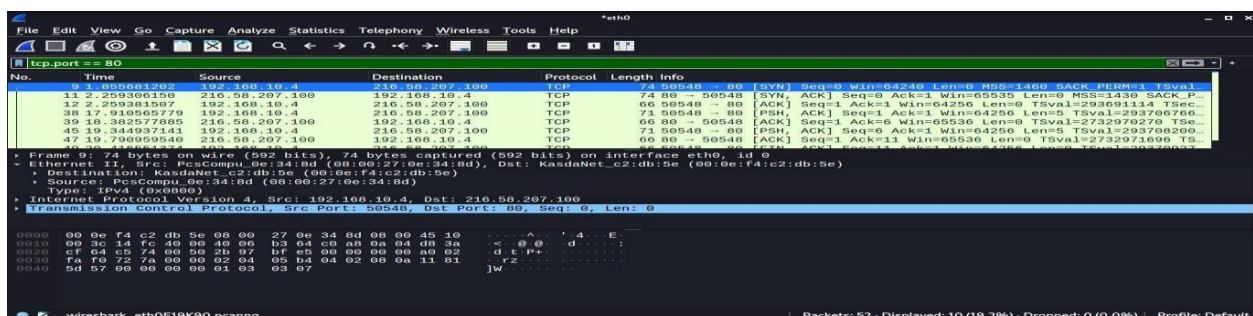 *eth0
File Edit View Go Capture Analyze Statistics Telephony Wireless Tools Help
tcp.port == 80
No. Time Source Destination Protocol Length Info
9 1.855681202 192.168.10.4 216.58.207.100 TCP 74 50548 → 80 [SYN] Seq=0 Win=64240 Len=0 MSS=1460 SACK_PERM=1 TSval…
11 2.259306150 216.58.207.100 192.168.10.4 TCP 74 80 → 50548 [SYN, ACK] Seq=0 Ack=1 Win=65535 Len=0 MSS=1430 SACK_P…
12 2.259381507 192.168.10.4 216.58.207.100 TCP 66 50548 → 80 [ACK] Seq=1 Ack=1 Win=64256 Len=0 TSval=293691114 TSec…
38 17.910565779 192.168.10.4 216.58.207.100 TCP 71 50548 → 80 [PSH, ACK] Seq=1 Ack=1 Win=64256 Len=5 TSval=293706766…
39 18.382577885 216.58.207.100 192.168.10.4 TCP 66 80 → 50548 [ACK] Seq=1 Ack=6 Win=65536 Len=0 TSval=2732970270 TSe…
45 19.344937141 192.168.10.4 216.58.207.100 TCP 71 50548 → 80 [PSH, ACK] Seq=6 Ack=1 Win=64256 Len=5 TSval=293708200…
47 19.790959540 216.58.207.100 192.168.10.4 TCP 66 80 → 50548 [ACK] Seq=1 Ack=11 Win=65536 Len=0 TSval=2732971696 TS…
Frame 9: 74 bytes on wire (592 bits), 74 bytes captured (592 bits) on interface eth0, id 0
Ethernet II, Src: PcsCompu_0e:34:8d (08:00:27:0e:34:8d), Dst: KasdaNet_c2:db:5e (00:0e:f4:c2:db:5e)
Destination: KasdaNet_c2:db:5e (00:0e:f4:c2:db:5e)
Source: PcsCompu_0e:34:8d (08:00:27:0e:34:8d)
Type: IPv4 (0x0800)
Internet Protocol Version 4, Src: 192.168.10.4, Dst: 216.58.207.100
Transmission Control Protocol, Src Port: 50548, Dst Port: 80, Seq: 0, Len: 0
0000 00 0e f4 c2 db 5e 08 00 27 0e 34 8d 08 00 45 10 ·····^·· '·4···E·
0010 00 3c 14 fc 40 00 40 06 b3 64 c0 a8 0a 04 d8 3a ·<··@·@· ·d·····:
0020 cf 64 c5 74 00 50 2b 97 bf e5 00 00 00 00 a0 02 ·d·t·P+· ········
0030 fa f0 72 7a 00 00 02 04 05 b4 04 02 08 0a 11 81 ··rz···· ········
0040 5d 57 00 00 00 00 01 03 03 07 ]W······ ··
wireshark_eth0F19K90.pcapng Packets: 52 · Displayed: 10 (19.2%) · Dropped: 0 (0.0%) Profile: Default